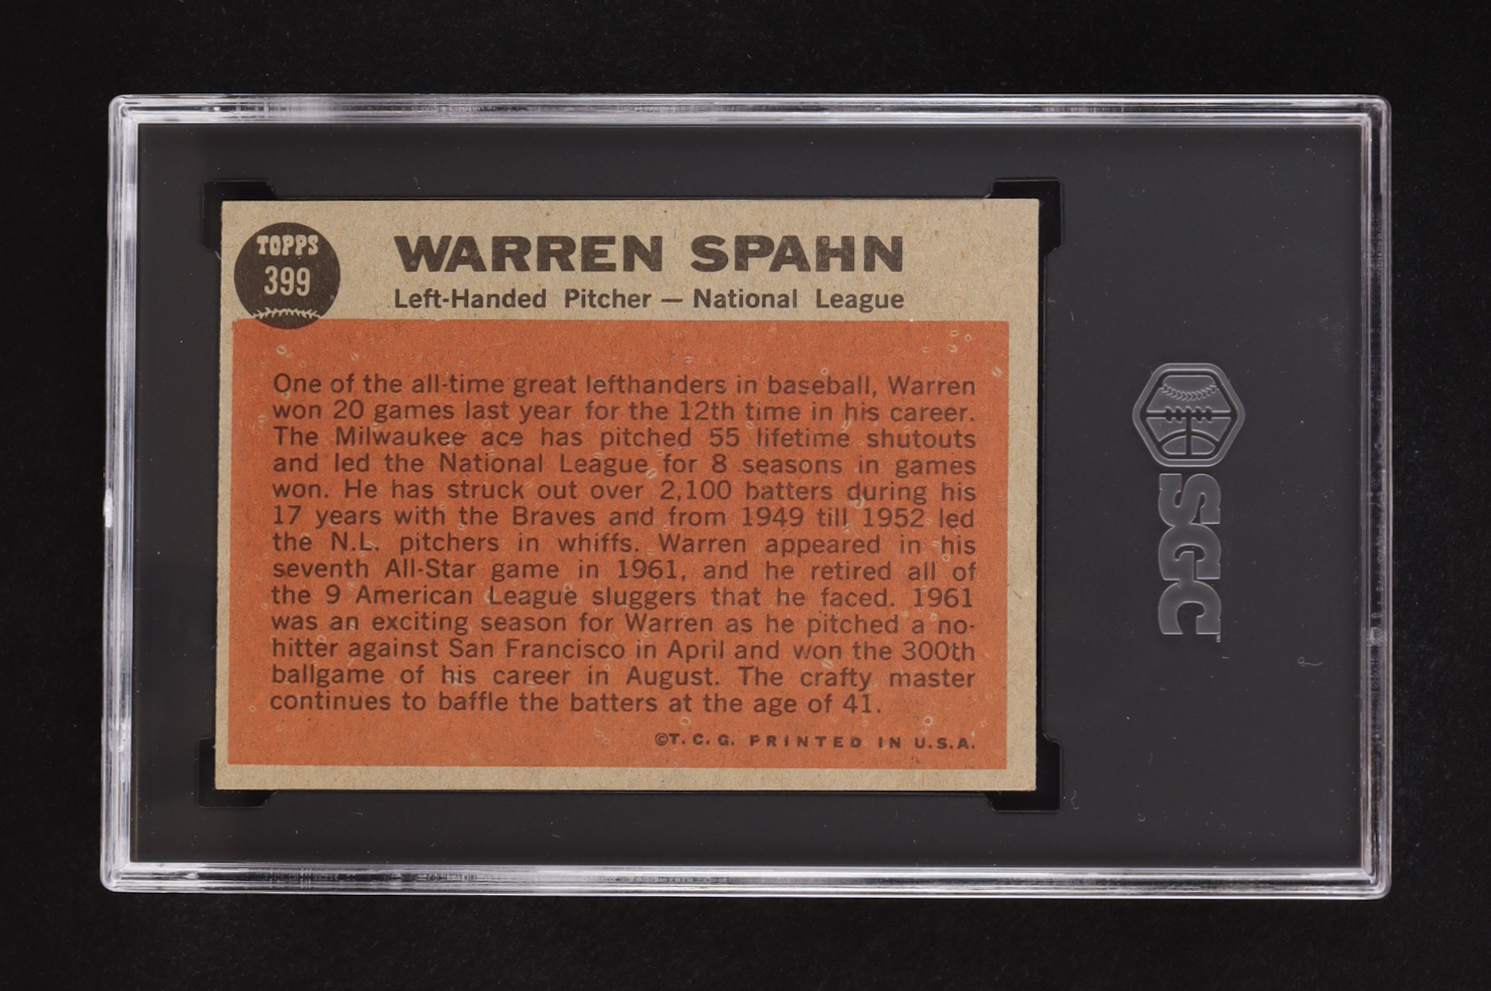 TOPPS
399
WARREN SPAHN
Left-Handed Pitcher — National League
One of the all-time great lefthanders in baseball, Warren
won 20 games last year for the 12th time in his career.
The Milwaukee ace has pitched 55 lifetime shutouts
and led the National League for 8 seasons in games
won. He has struck out over 2,100 batters during his
17 years with the Braves and from 1949 till 1952 led
the N.L. pitchers in whiffs. Warren appeared in his
seventh All-Star game in 1961, and he retired all of
the 9 American League sluggers that he faced. 1961
was an exciting season for Warren as he pitched a no-
hitter against San Francisco in April and won the 300th
ballgame of his career in August. The crafty master
continues to baffle the batters at the age of 41.
©T. C. G. PRINTED IN U.S.A.
SGC